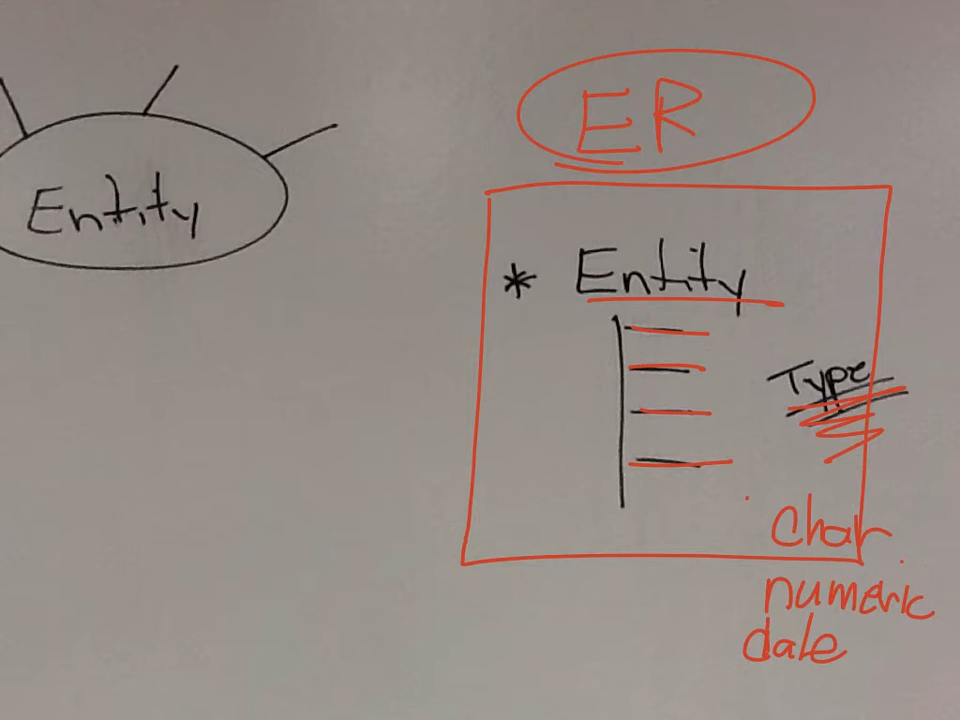 Entity
ER
* Entity
Type
char
numeric
date